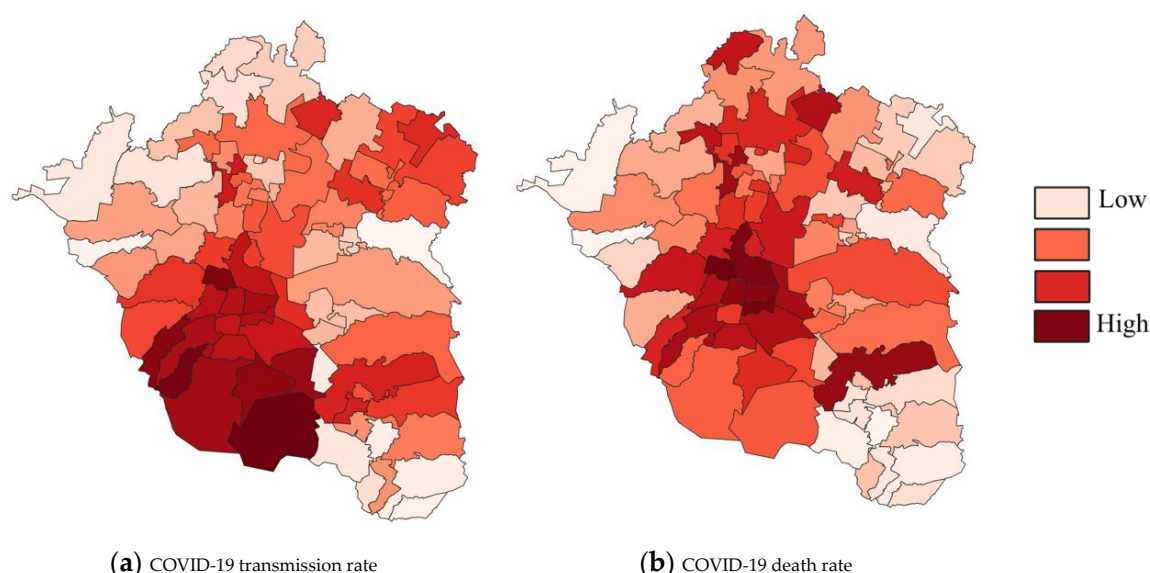 Low
High
(a) COVID-19 transmission rate
(b) COVID-19 death rate